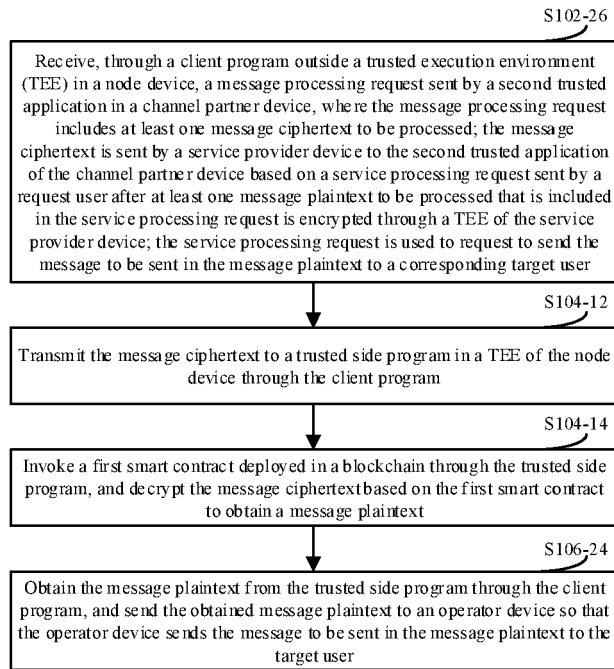 S102-26
Receive, through a client program outside a trusted execution environment
(TEE) in a node device, a message processing request sent by a second trusted
application in a channel partner device, where the message processing request
includes at least one message ciphertext to be processed; the message
ciphertext is sent by a service provider device to the second trusted application
of the channel partner device based on a service processing request sent by a
request user after at least one message plaintext to be processed that is included
in the service processing request is encrypted through a TEE of the service
provider device; the service processing request is used to request to send the
message to be sent in the message plaintext to a corresponding target user
S104-12
Transmit the message ciphertext to a trusted side program in a TEE of the node
device through the client program
S104-14
Invoke a first smart contract deployed in a blockchain through the trusted side
program, and decrypt the message ciphertext based on the first smart contract
to obtain a message plaintext
S106-24
Obtain the message plaintext from the trusted side program through the client
program, and send the obtained message plaintext to an operator device so that
the operator device sends the message to be sent in the message plaintext to the
target user